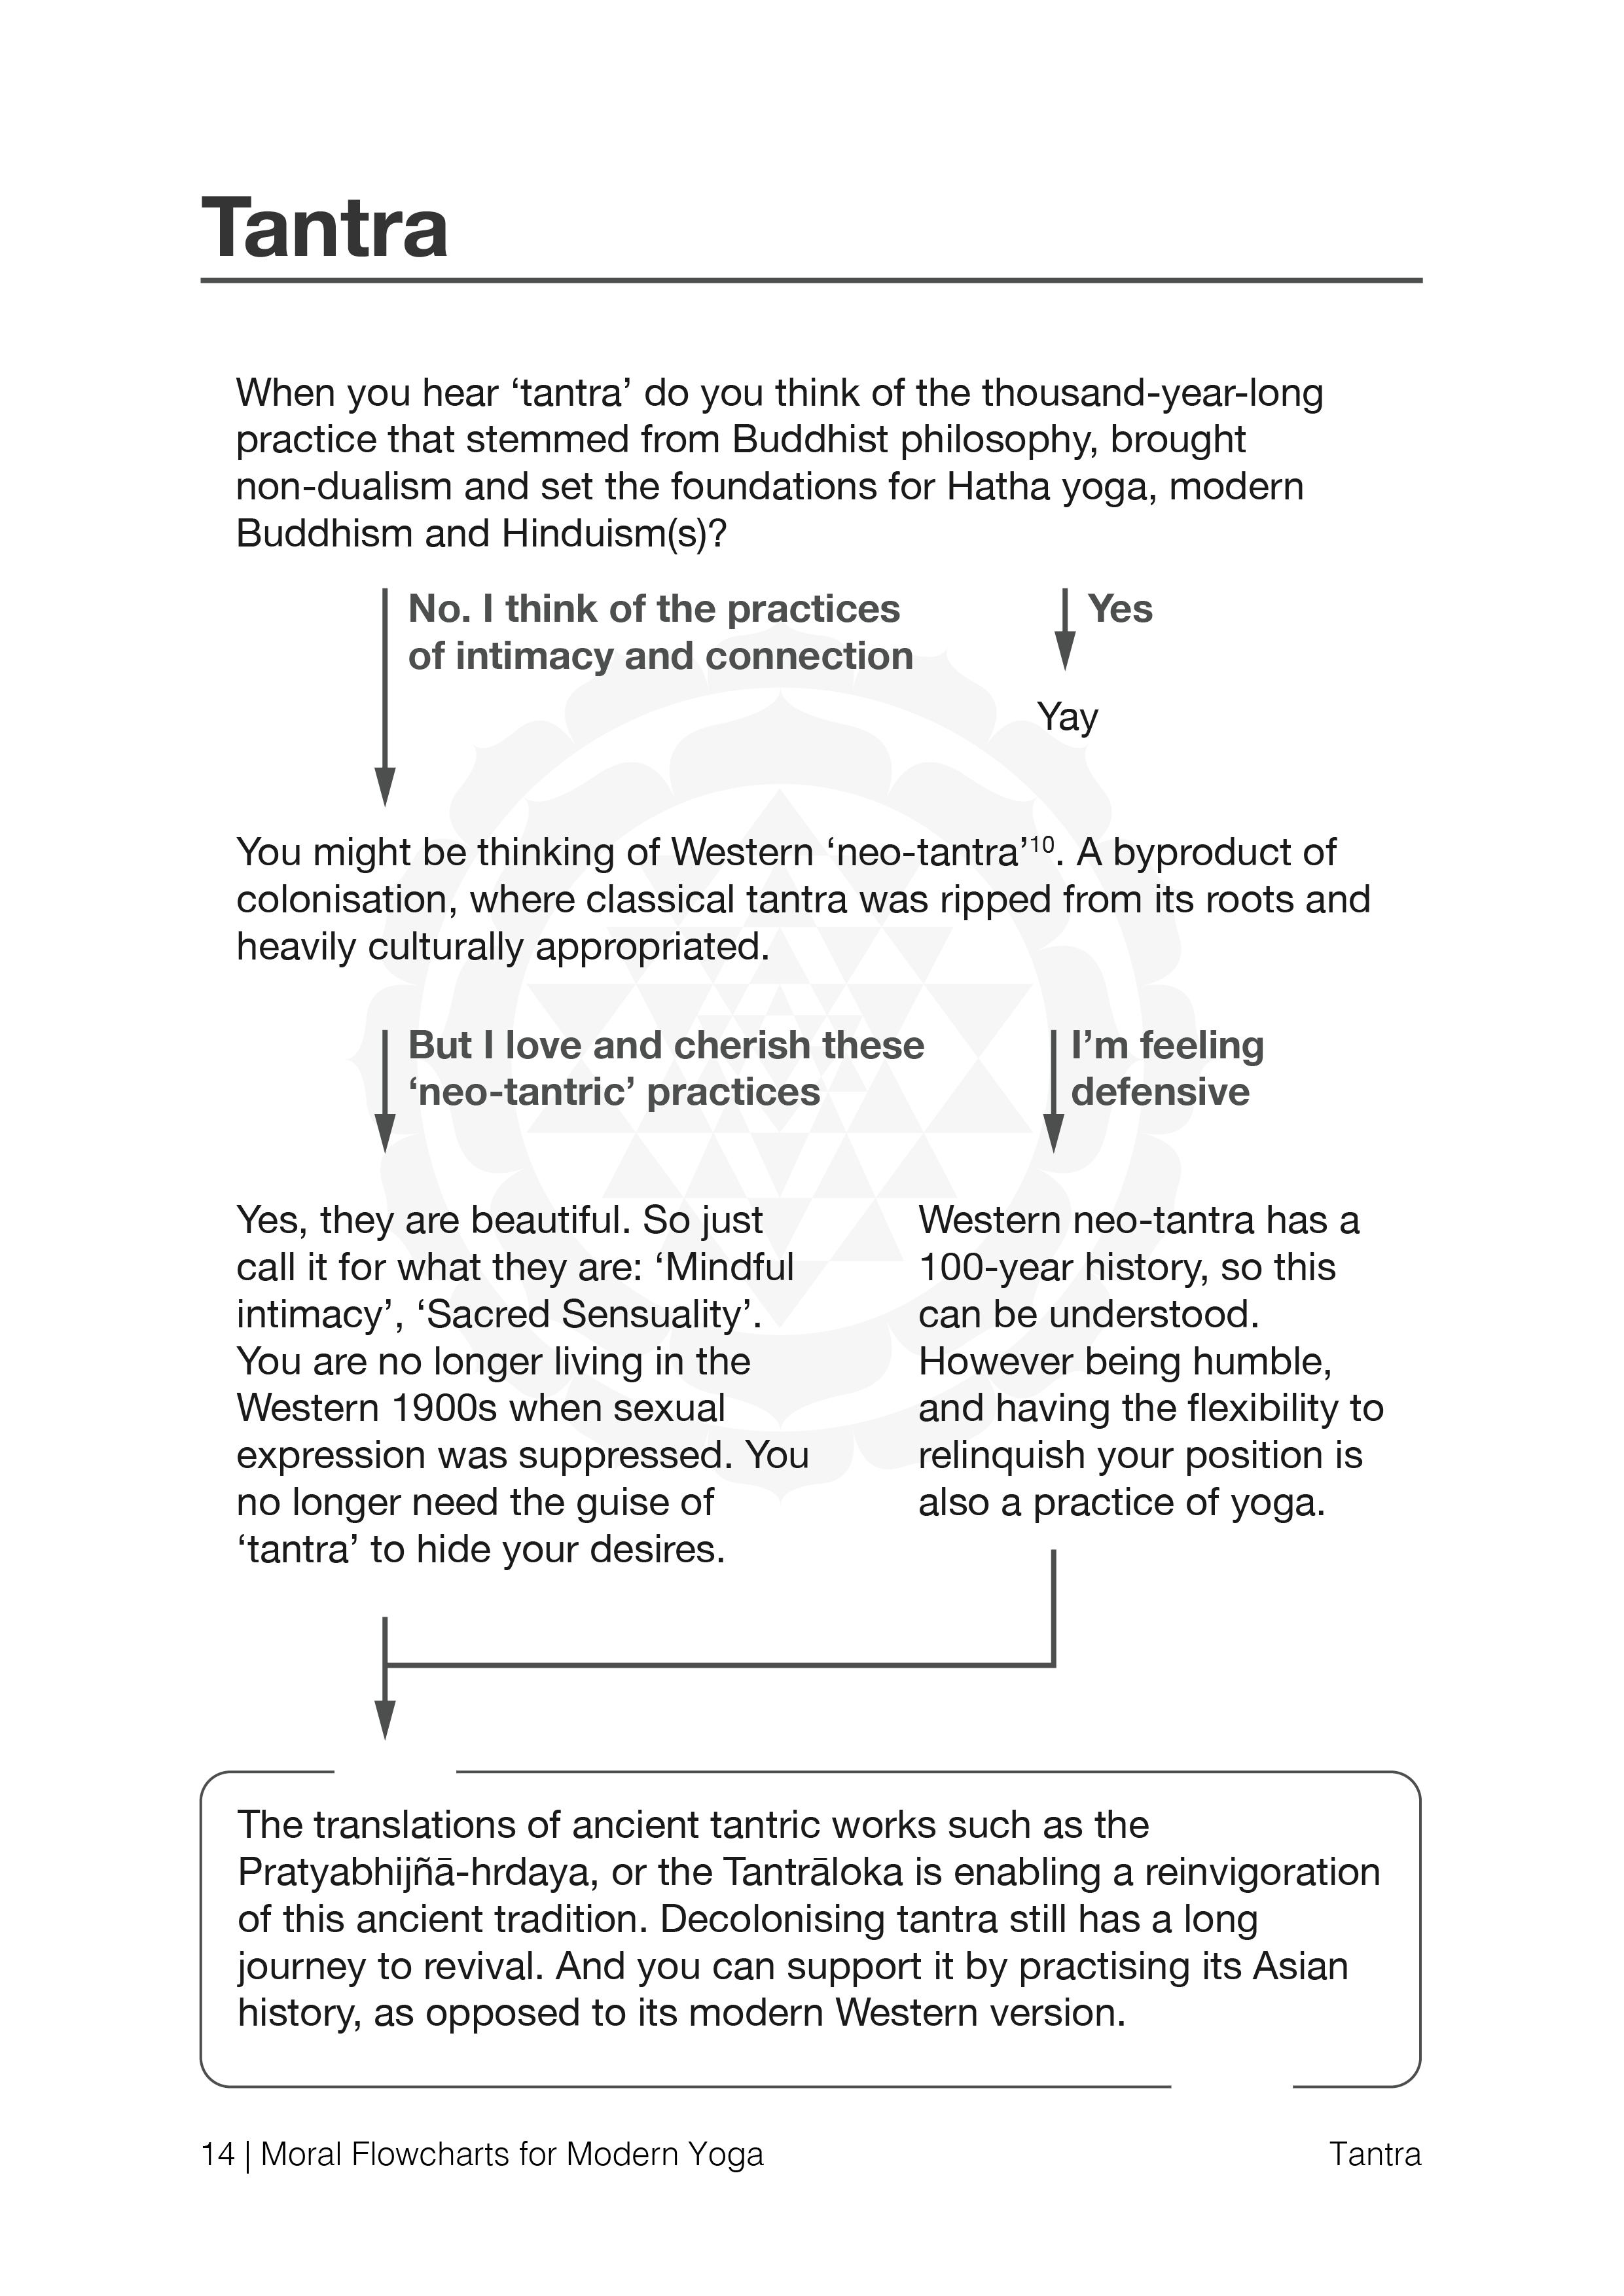 Tantra
When you hear ‘tantra’ do you think of the thousand-year-long
practice that stemmed from Buddhist philosophy, brought
non-dualism and set the foundations for Hatha yoga, modern
Buddhism and Hinduism(s)?
No. I think of the practices
of intimacy and connection
Yes
Yay
You might be thinking of Western ‘neo-tantra’¹⁰. A byproduct of
colonisation, where classical tantra was ripped from its roots and
heavily culturally appropriated.
But I love and cherish these
‘neo-tantric’ practices
I’m feeling
defensive
Yes, they are beautiful. So just
call it for what they are: ‘Mindful
intimacy’, ‘Sacred Sensuality’.
You are no longer living in the
Western 1900s when sexual
expression was suppressed. You
no longer need the guise of
‘tantra’ to hide your desires.
Western neo-tantra has a
100-year history, so this
can be understood.
However being humble,
and having the flexibility to
relinquish your position is
also a practice of yoga.
The translations of ancient tantric works such as the
Pratyabhijñā-hrdaya, or the Tantrāloka is enabling a reinvigoration
of this ancient tradition. Decolonising tantra still has a long
journey to revival. And you can support it by practising its Asian
history, as opposed to its modern Western version.
14 | Moral Flowcharts for Modern Yoga
Tantra